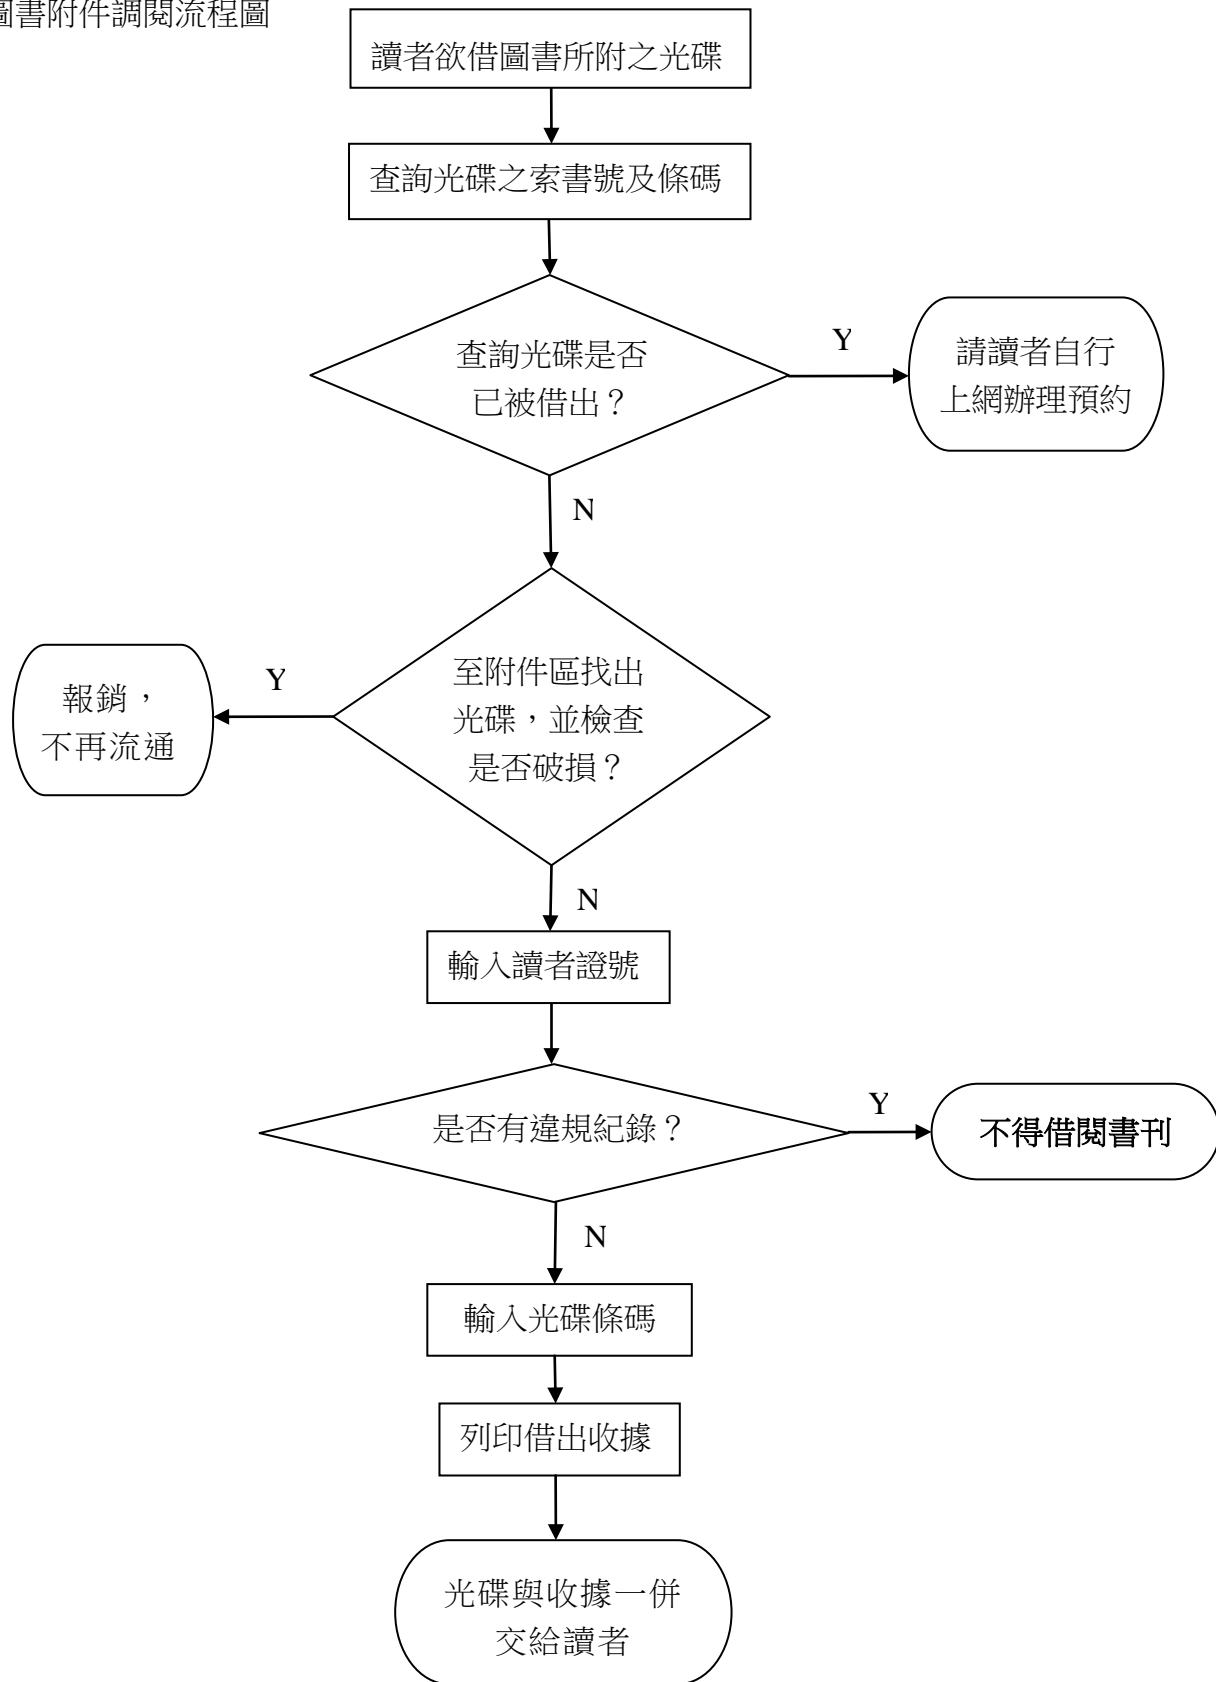 圖書附件調閱流程圖
讀者欲借圖書所附之光碟
查詢光碟之索書號及條碼
查詢光碟是否
已被借出？
Y
請讀者自行
上網辦理預約
N
至附件區找出
光碟，並檢查
是否破損？
Y
報銷，
不再流通
N
輸入讀者證號
是否有違規紀錄？
Y
不得借閱書刊
N
輸入光碟條碼
列印借出收據
光碟與收據一併
交給讀者